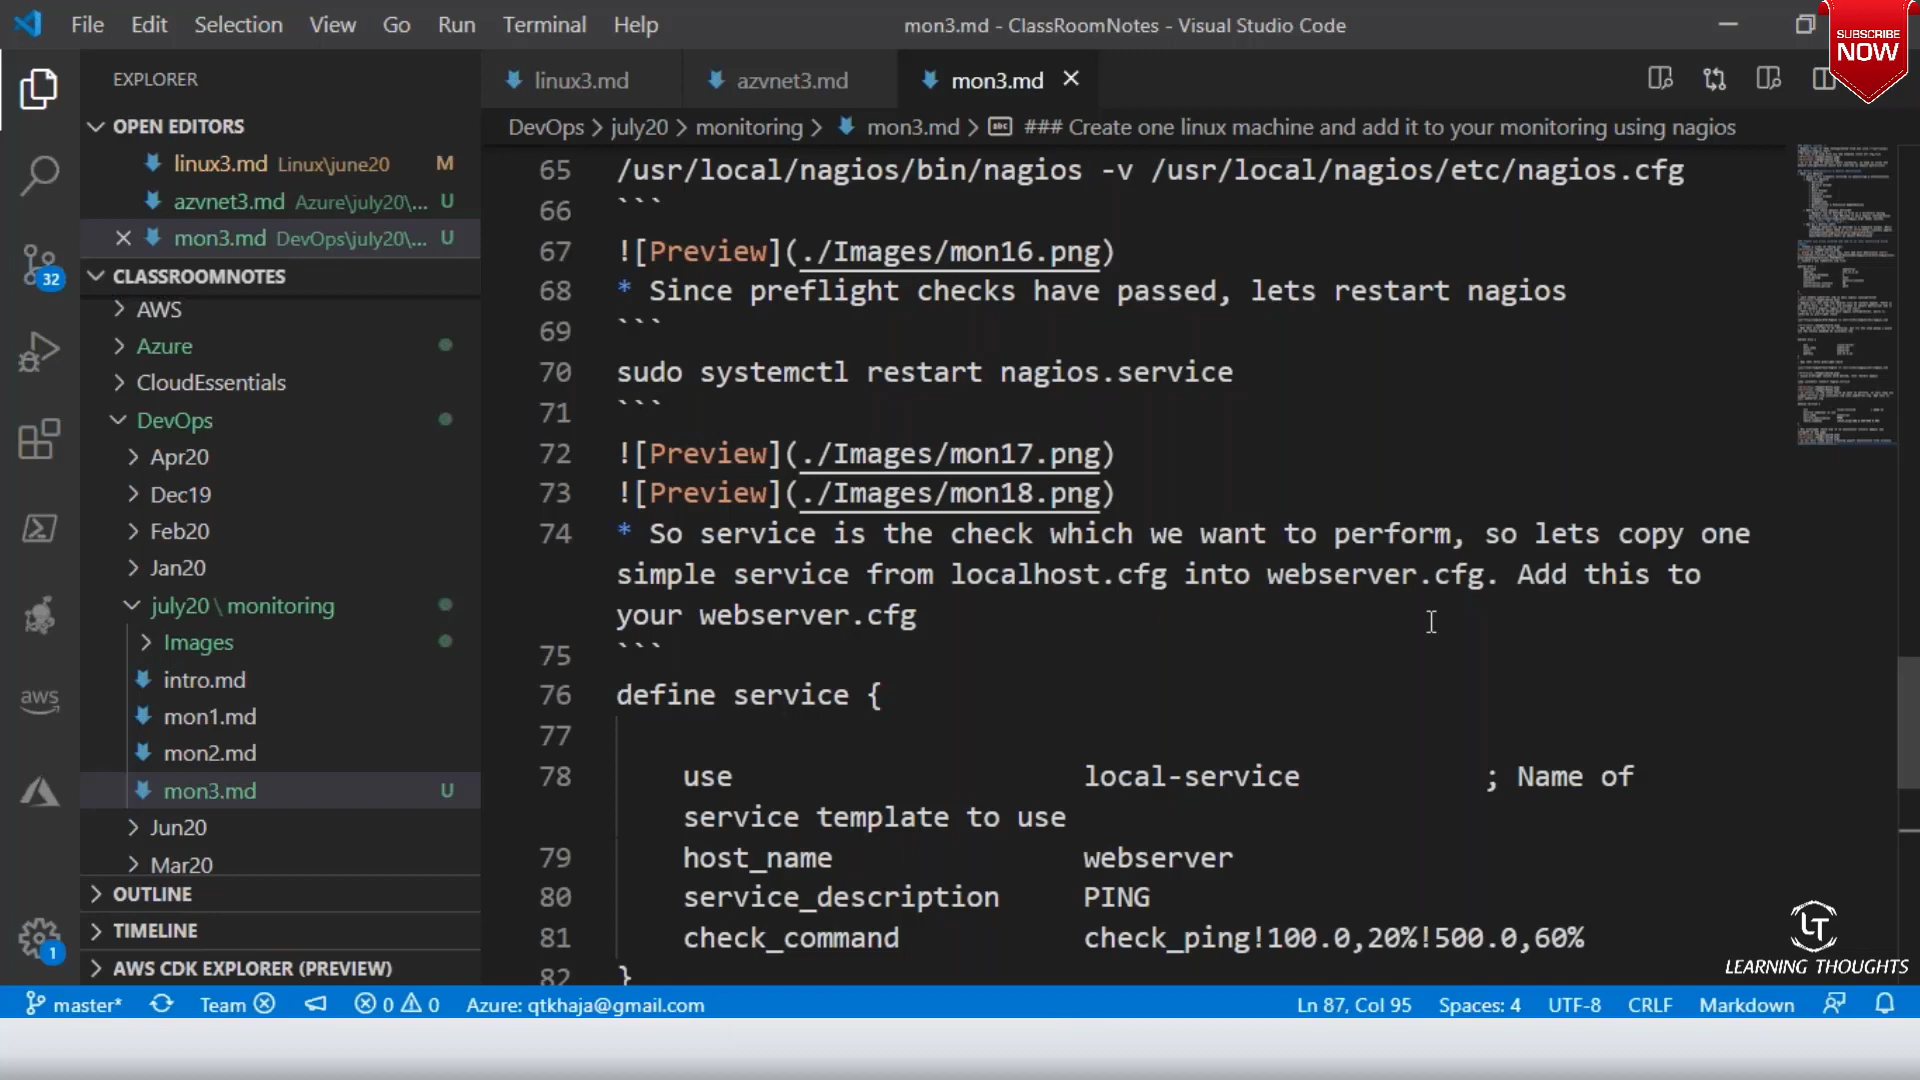 File Edit Selection View Go Run Terminal Help
mon3.md - ClassRoomNotes - Visual Studio Code
SUBSCRIBE
NOW
EXPLORER
linux3.md
azvnet3.md
mon3.md
OPEN EDITORS
linux3.md Linux\june20 M
azvnet3.md Azure\july20\... U
mon3.md DevOps\july20\... U
32
CLASSROOMNOTES
AWS
Azure
CloudEssentials
DevOps
Apr20
Dec19
Feb20
Jan20
july20 \ monitoring
Images
intro.md
mon1.md
mon2.md
mon3.md U
Jun20
Mar20
OUTLINE
TIMELINE
AWS CDK EXPLORER (PREVIEW)
aws
1
DevOps > july20 > monitoring > mon3.md > abc ### Create one linux machine and add it to your monitoring using nagios
65 /usr/local/nagios/bin/nagios -v /usr/local/nagios/etc/nagios.cfg
66 ```
67 ![Preview](./Images/mon16.png)
68 * Since preflight checks have passed, lets restart nagios
69 ```
70 sudo systemctl restart nagios.service
71 ```
72 ![Preview](./Images/mon17.png)
73 ![Preview](./Images/mon18.png)
74 * So service is the check which we want to perform, so lets copy one
simple service from localhost.cfg into webserver.cfg. Add this to
your webserver.cfg
75 ```
76 define service {
77
78 use local-service ; Name of
service template to use
79 host_name webserver
80 service_description PING
81 check_command check_ping!100.0,20%!500.0,60%
82 }
LT
LEARNING THOUGHTS
master* Team 0 0 Azure: qtkhaja@gmail.com Ln 87, Col 95 Spaces: 4 UTF-8 CRLF Markdown